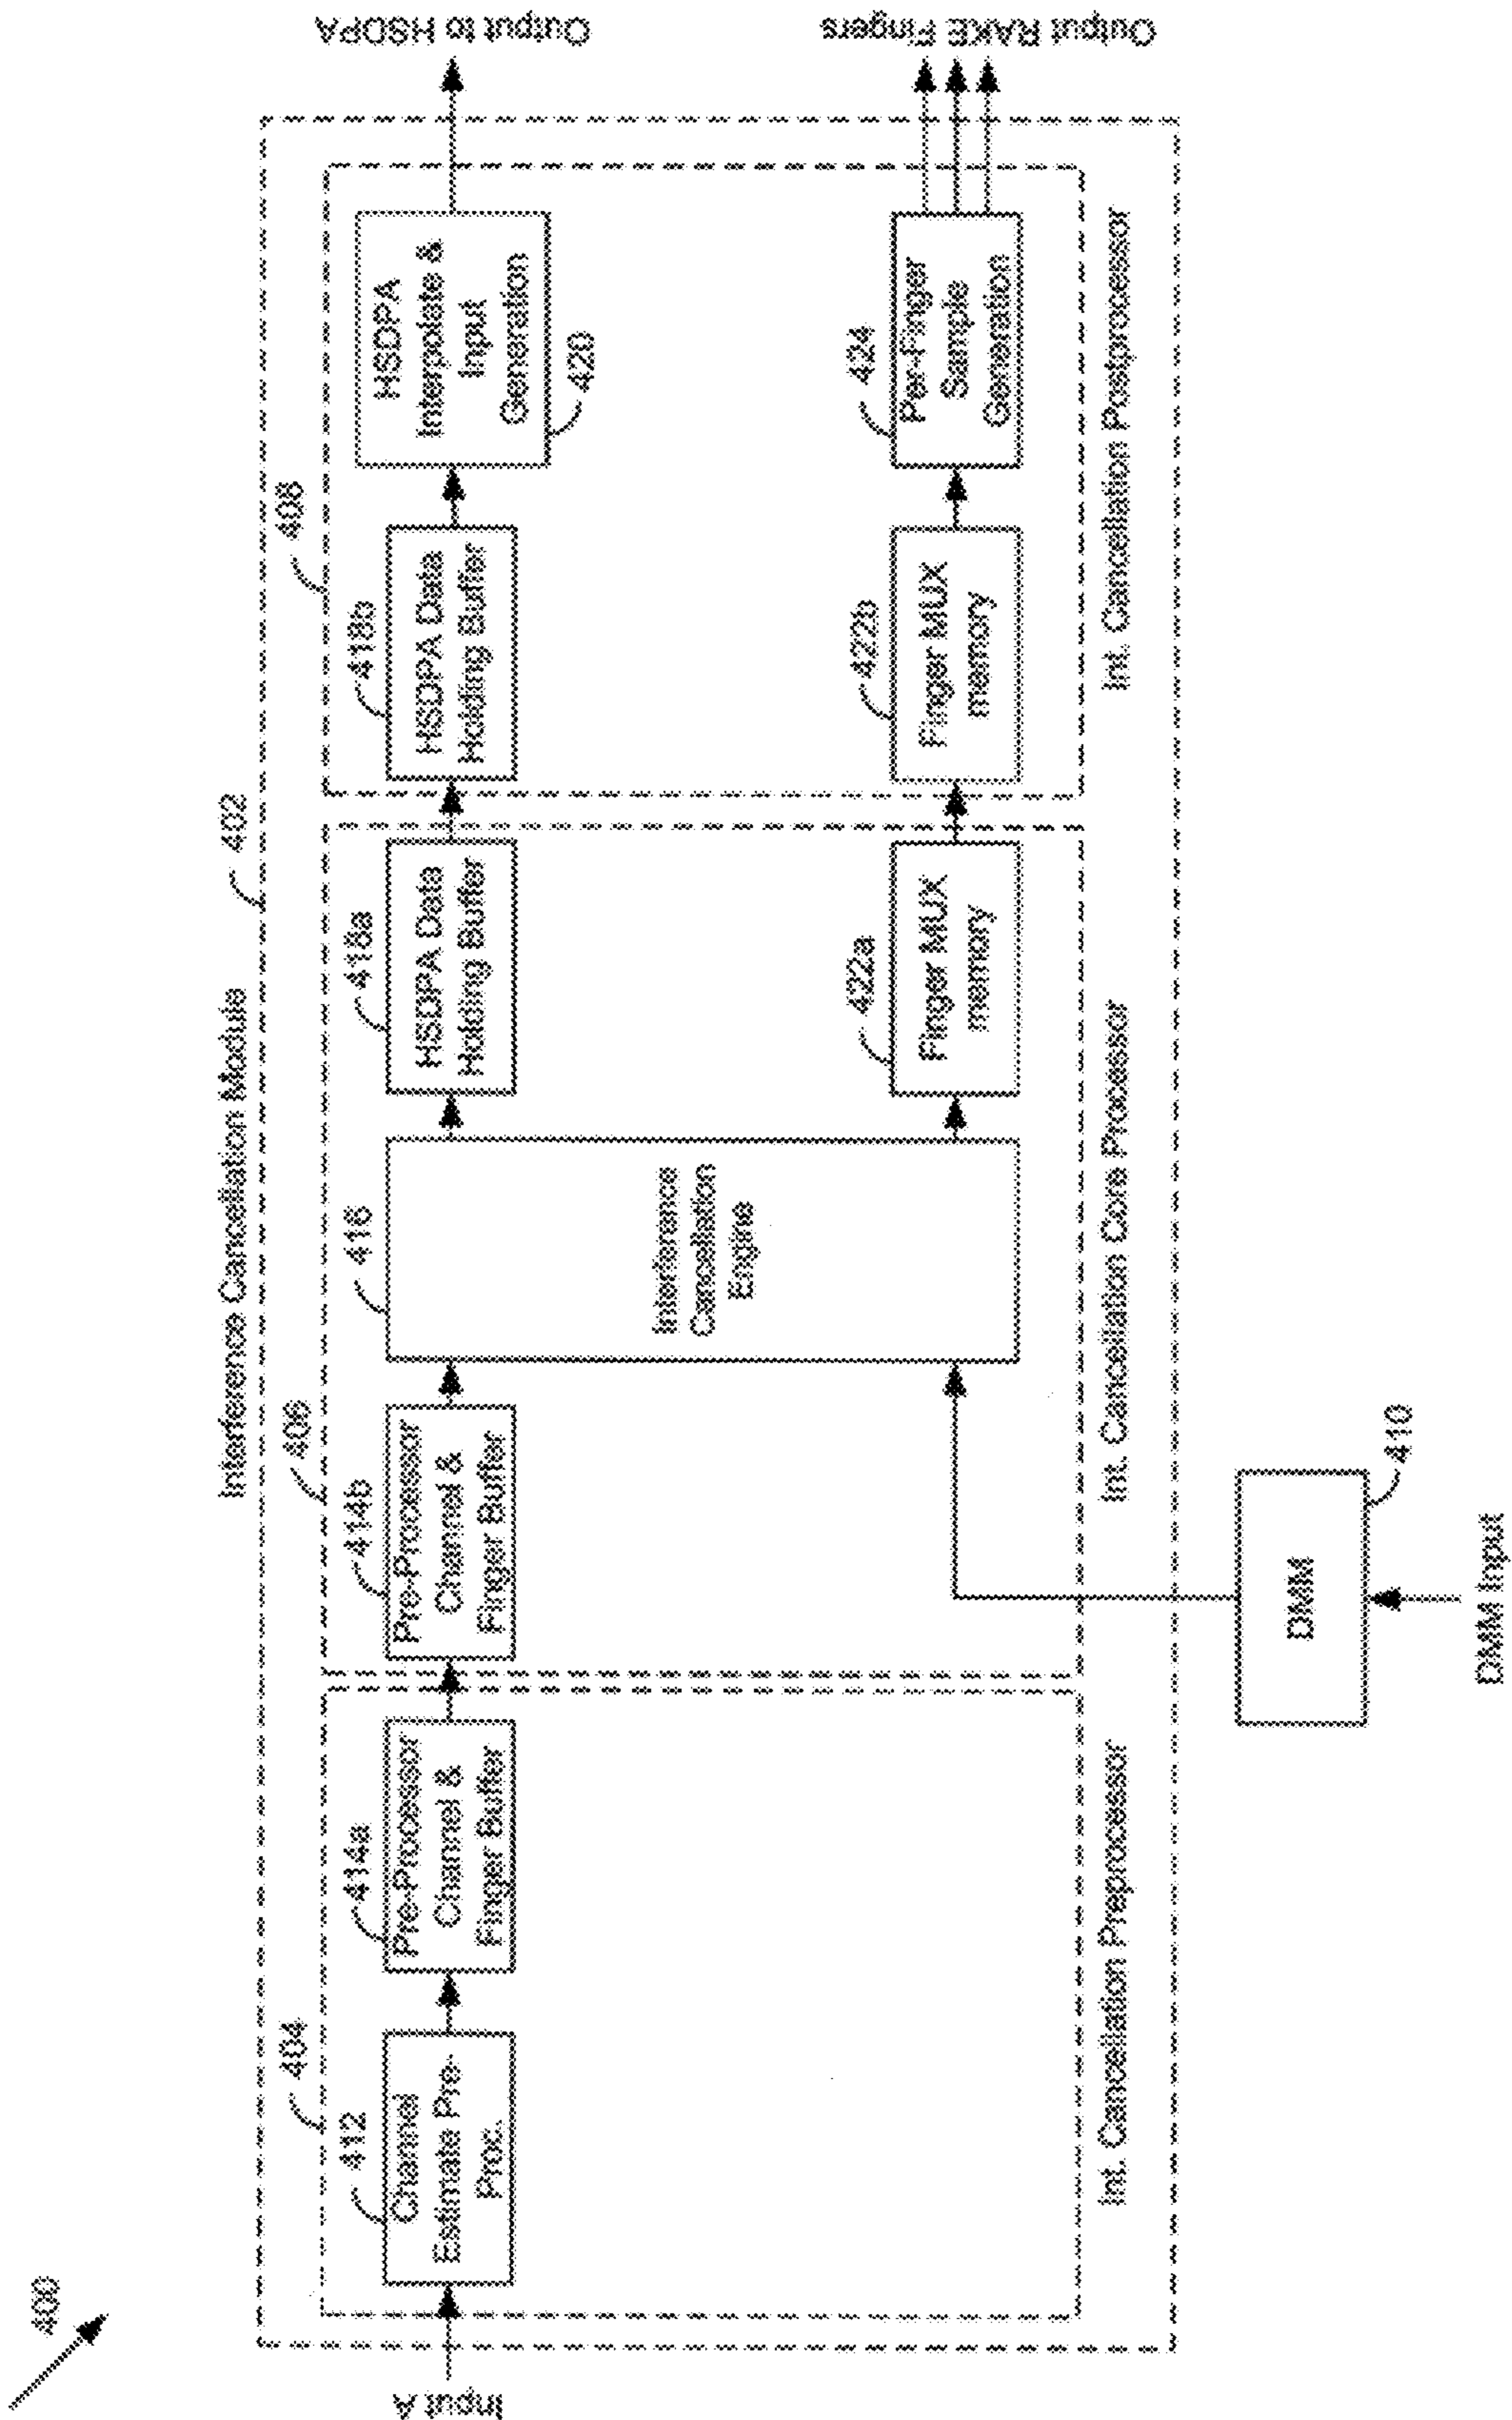 400
Interference Cancellation Module
402
404
406
408
Input A
412
Channel
Estimate Pre-
Proc.
414a
Pre-Processor
Channel &
Finger Buffer
414b
Pre-Processor
Channel &
Finger Buffer
416
Interference
Cancellation
Engine
418a
HSDPA Data
Holding Buffer
418b
HSDPA Data
Holding Buffer
HSDPA
Interpolate &
Input
Generation
420
Output to HSDPA
422a
Finger MUX
memory
422b
Finger MUX
memory
424
Per-Finger
Sample
Generation
Output RAKE Fingers
Int. Cancellation Preprocessor
Int. Cancellation Core Processor
Int. Cancellation Postprocessor
DMM
410
DMM Input